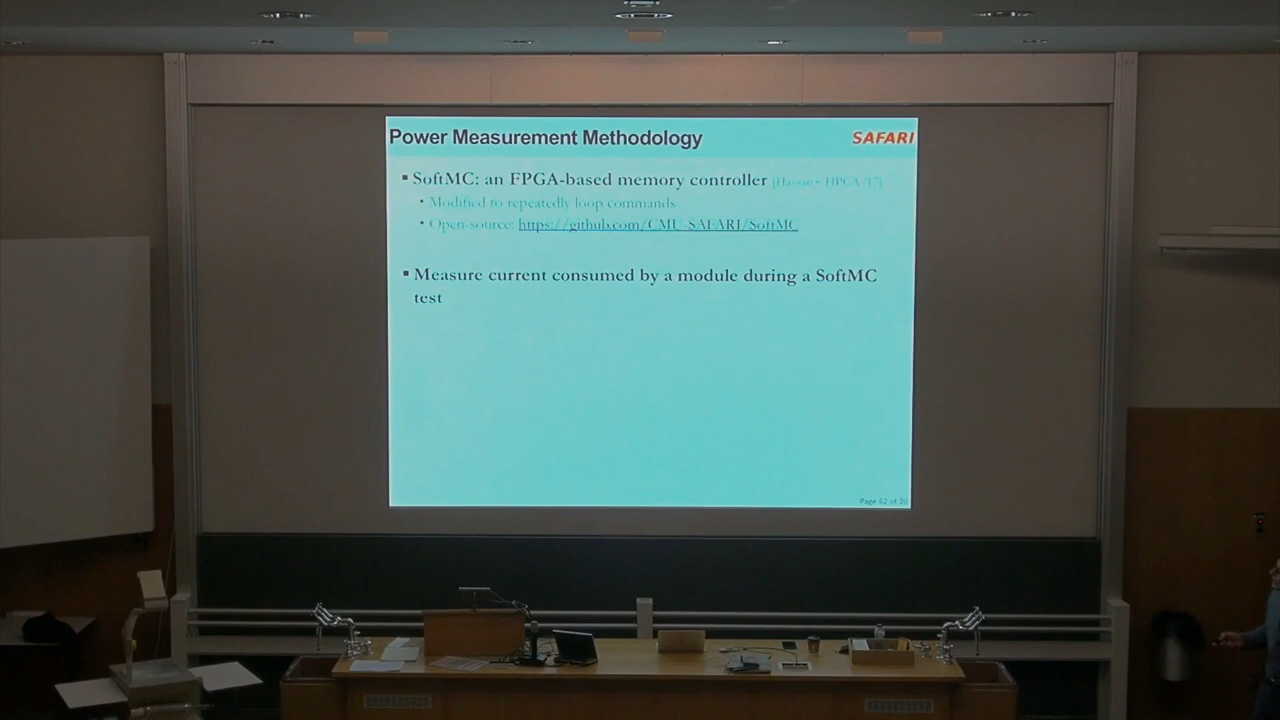 Power Measurement Methodology
SAFARI
▪ SoftMC: an FPGA-based memory controller [Hassan+ HPCA '17]
• Modified to repeatedly loop commands
• Open-source: https://github.com/CMU-SAFARI/SoftMC
▪ Measure current consumed by a module during a SoftMC
test
Page 62 of 20